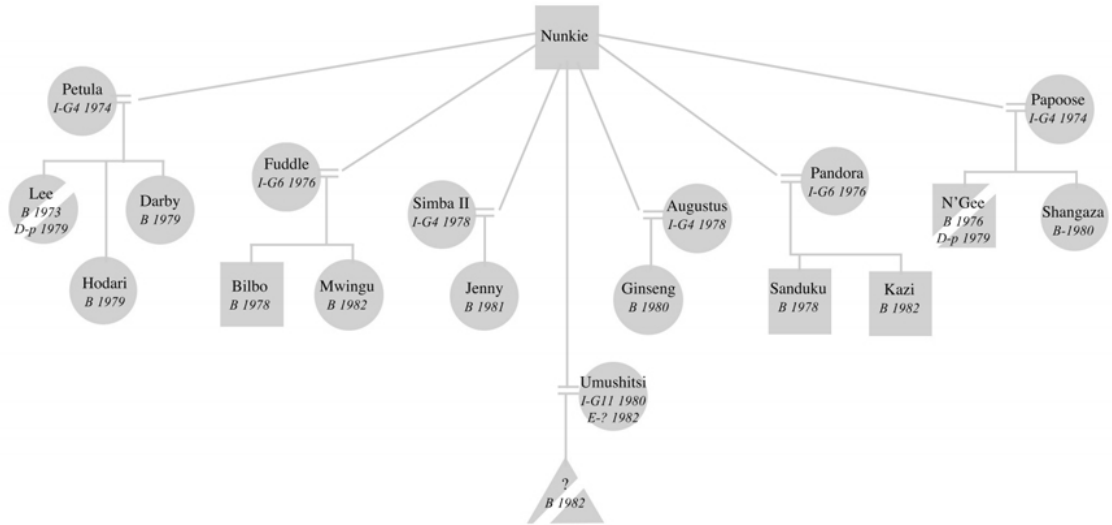 Nunkie
Petula
I-G4 1974
Papoose
I-G4 1974
Fuddle
I-G6 1976
Pandora
I-G6 1976
Simba II
I-G4 1978
Augustus
I-G4 1978
Lee
B 1973
D-p 1979
Darby
B 1979
N'Gee
B 1976
D-p 1979
Shangaza
B-1980
Hodari
B 1979
Bilbo
B 1978
Mwingu
B 1982
Jenny
B 1981
Ginseng
B 1980
Sanduku
B 1978
Kazi
B 1982
Umushitsi
I-G11 1980
E-? 1982
?
B 1982